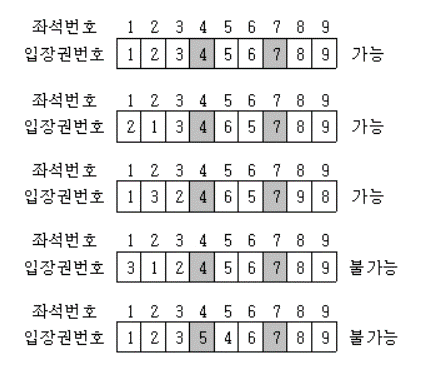 좌석번호 1 2 3 4 5 6 7 8 9
입장권번호 1 2 3 4 5 6 7 8 9 가능
좌석번호 1 2 3 4 5 6 7 8 9
입장권번호 2 1 3 4 6 5 7 8 9 가능
좌석번호 1 2 3 4 5 6 7 8 9
입장권번호 1 3 2 4 6 5 7 9 8 가능
좌석번호 1 2 3 4 5 6 7 8 9
입장권번호 3 1 2 4 5 6 7 8 9 불가능
좌석번호 1 2 3 4 5 6 7 8 9
입장권번호 1 2 3 5 4 6 7 8 9 불가능